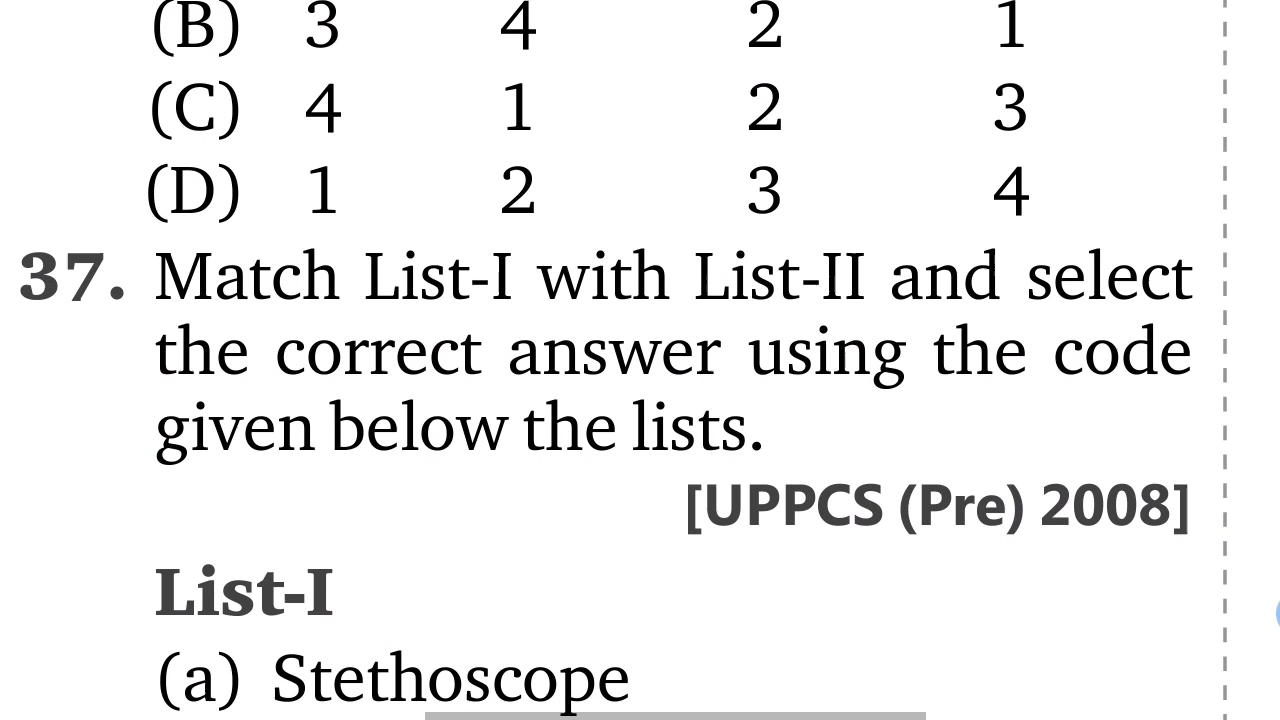 (B) 3 4 2 1
(C) 4 1 2 3
(D) 1 2 3 4
37. Match List-I with List-II and select
the correct answer using the code
given below the lists.
[UPPCS (Pre) 2008]
List-I
(a) Stethoscope